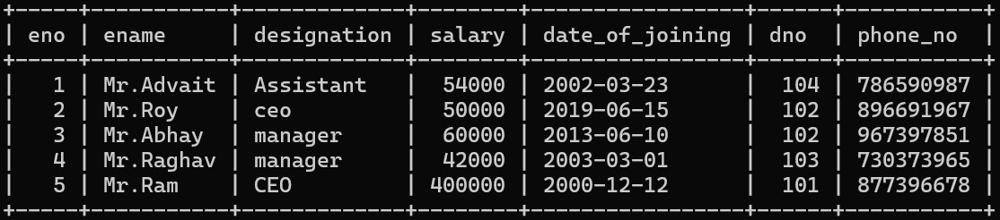 +-----+-----------+-------------+--------+-----------------+------+-----------+
| eno | ename     | designation | salary | date_of_joining | dno  | phone_no  |
+-----+-----------+-------------+--------+-----------------+------+-----------+
|   1 | Mr.Advait | Assistant   |  54000 | 2002-03-23      |  104 | 786590987 |
|   2 | Mr.Roy    | ceo         |  50000 | 2019-06-15      |  102 | 896691967 |
|   3 | Mr.Abhay  | manager     |  60000 | 2013-06-10      |  102 | 967397851 |
|   4 | Mr.Raghav | manager     |  42000 | 2003-03-01      |  103 | 730373965 |
|   5 | Mr.Ram    | CEO         | 400000 | 2000-12-12      |  101 | 877396678 |
+-----+-----------+-------------+--------+-----------------+------+-----------+